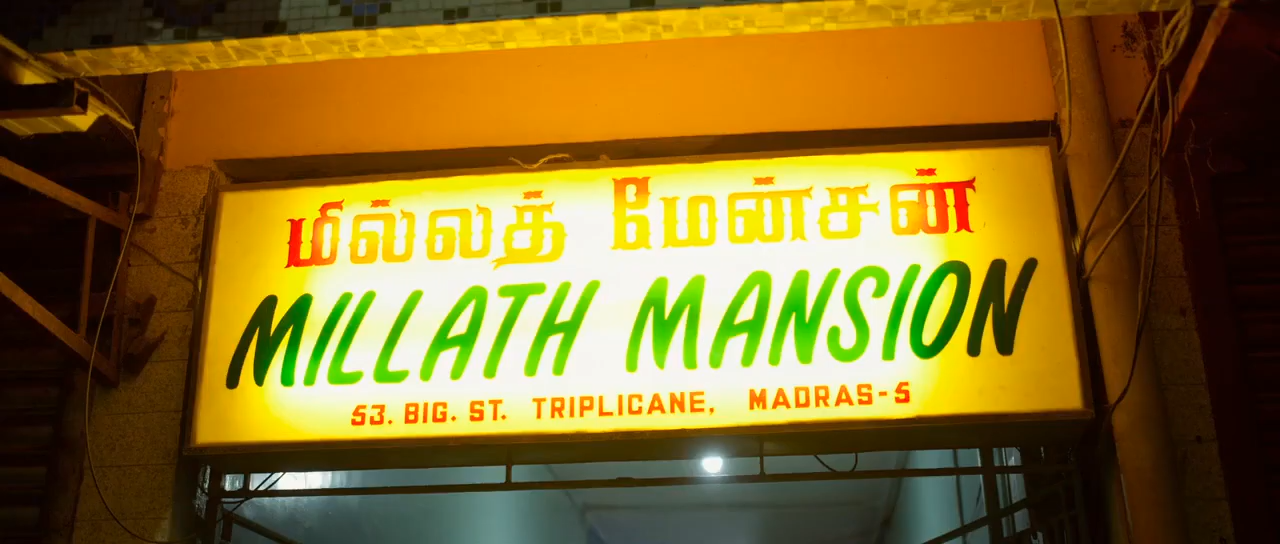 மில்லத் மேன்சன்
MILLATH MANSION
53. BIG. ST. TRIPLICANE, MADRAS-5